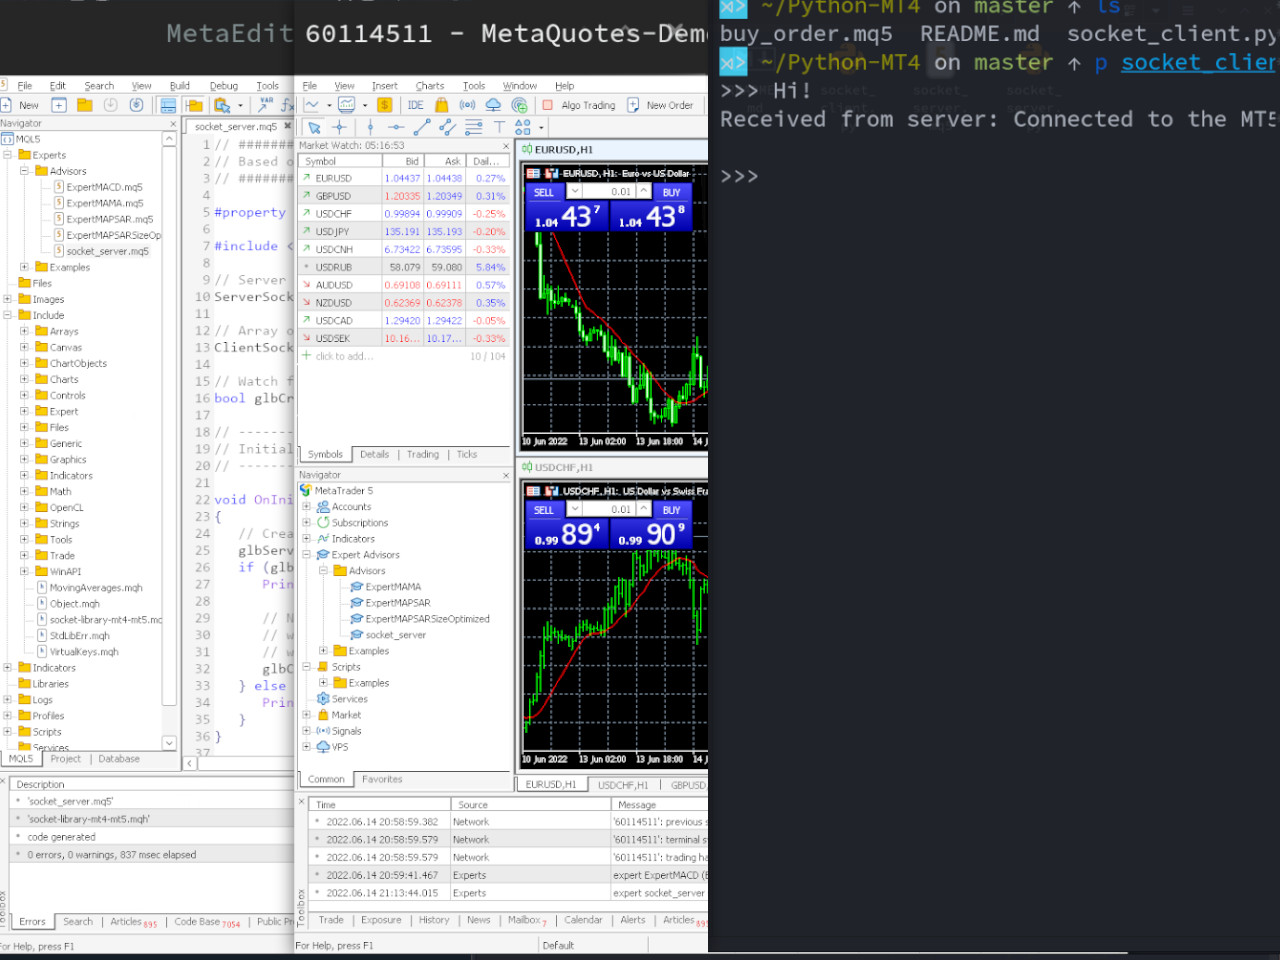 MetaEdit
File Edit Search View Build Debug Tools
New
Navigator
MQL5
Experts
Advisors
ExpertMACD.mq5
ExpertMAMA.mq5
ExpertMAPSAR.mq5
ExpertMAPSARSizeOp
socket_server.mq5
Examples
Files
Images
Include
Arrays
Canvas
ChartObjects
Charts
Controls
Expert
Files
Generic
Graphics
Indicators
Math
OpenCL
Strings
Tools
Trade
WinAPI
MovingAverages.mqh
Object.mqh
socket-library-mt4-mt5.mq
StdLibErr.mqh
VirtualKeys.mqh
Indicators
Libraries
Logs
Profiles
Scripts
Services
MQL5 Project Database
socket_server.mq5
1 // #######
2 // Based o
3 // #######
4
5 #property
6
7 #include <
8
9 // Server
10 ServerSock
11
12 // Array o
13 ClientSock
14
15 // Watch f
16 bool glbCr
17
18 // -------
19 // Initial
20 // -------
21
22 void OnIni
23 {
24 // Crea
25 glbServ
26 if (glb
27 Prin
28
29 // N
30 // w
31 // w
32 glbC
33 } else
34 Prin
35 }
36 }
37
Description
'socket_server.mq5'
'socket-library-mt4-mt5.mqh'
code generated
0 errors, 0 warnings, 837 msec elapsed
Errors Search Articles 895 Code Base 7054 Public Pr
For Help, press F1
60114511 - MetaQuotes-Demo
File View Insert Charts Tools Window Help
IDE Algo Trading New Order
Market Watch: 05:16:53
Symbol Bid Ask Dail...
EURUSD 1.04437 1.04438 0.27%
GBPUSD 1.20335 1.20349 0.31%
USDCHF 0.99894 0.99909 -0.25%
USDJPY 135.191 135.193 -0.20%
USDCNH 6.73422 6.73595 -0.33%
USDRUB 58.079 59.080 5.84%
AUDUSD 0.69108 0.69111 0.57%
NZDUSD 0.62369 0.62378 0.35%
USDCAD 1.29420 1.29422 -0.05%
USDSEK 10.16... 10.17... -0.33%
click to add... 10 / 104
Symbols Details Trading Ticks
Navigator
MetaTrader 5
Accounts
Subscriptions
Indicators
Expert Advisors
Advisors
ExpertMAMA
ExpertMAPSAR
ExpertMAPSARSizeOptimized
socket_server
Examples
Scripts
Examples
Services
Market
Signals
VPS
Common Favorites
EURUSD,H1
EURUSD, H1: Euro vs US Dollar
SELL 0.01 BUY
1.04 43 7 1.04 43 8
10 Jun 2022 13 Jun 02:00 13 Jun 18:00 14 J
USDCHF,H1
USDCHF, H1: US Dollar vs Swiss Fra
SELL 0.01 BUY
0.99 89 4 0.99 90 9
10 Jun 2022 13 Jun 02:00 13 Jun 18:00 14 J
EURUSD,H1 USDCHF,H1 GBPUSD,
Time Source Message
2022.06.14 20:58:59.382 Network '60114511': previous s
2022.06.14 20:58:59.579 Network '60114511': terminal s
2022.06.14 20:58:59.579 Network '60114511': trading ha
2022.06.14 20:59:41.467 Experts expert ExpertMACD (E
2022.06.14 21:13:44.015 Experts expert socket_server
Toolbox
Trade Exposure History News Mailbox 7 Calendar Alerts Articles 895
For Help, press F1 Default
~/Python-MT4 on master ↑ ls
buy_order.mq5 README.md socket_client.py
~/Python-MT4 on master ↑ p socket_clien
>>> Hi!
Received from server: Connected to the MT5
>>>